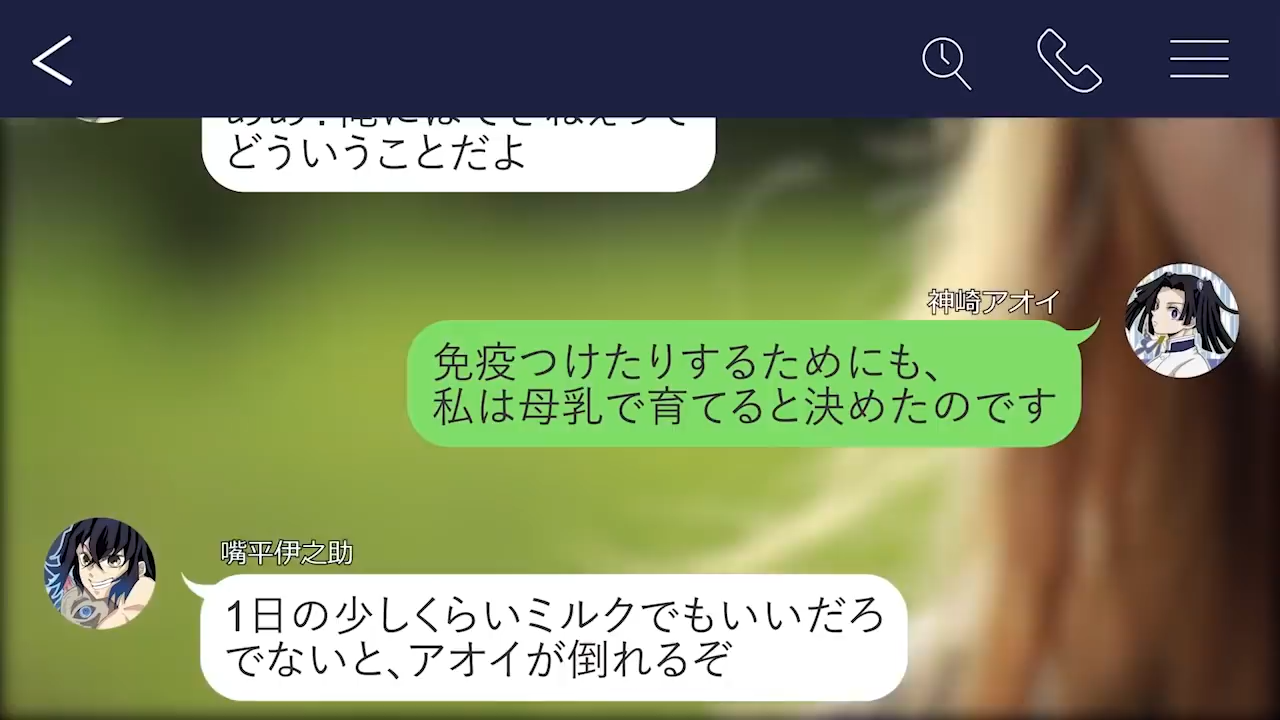 どういうことだよ
神崎アオイ
免疫つけたりするためにも、
私は母乳で育てると決めたのです
嘴平伊之助
1日の少しくらいミルクでもいいだろ
でないと、アオイが倒れるぞ